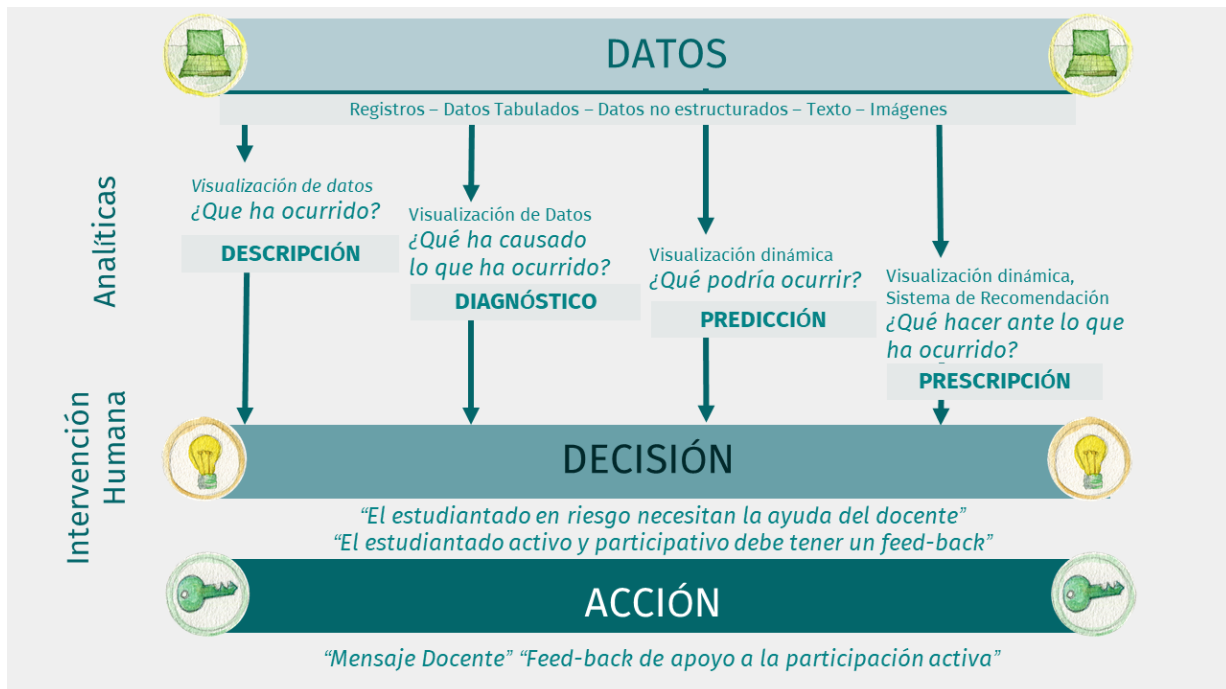 DATOS
Registros – Datos Tabulados – Datos no estructurados – Texto – Imágenes
Analíticas
Visualización de datos
¿Que ha ocurrido?
DESCRIPCIÓN
Visualización de Datos
¿Qué ha causado
lo que ha ocurrido?
DIAGNÓSTICO
Visualización dinámica
¿Qué podría ocurrir?
PREDICCIÓN
Visualización dinámica,
Sistema de Recomendación
¿Qué hacer ante lo que
ha ocurrido?
PRESCRIPCIÓN
Intervención
Humana
DECISIÓN
“El estudiantado en riesgo necesitan la ayuda del docente”
“El estudiantado activo y participativo debe tener un feed-back”
ACCIÓN
“Mensaje Docente” “Feed-back de apoyo a la participación activa”